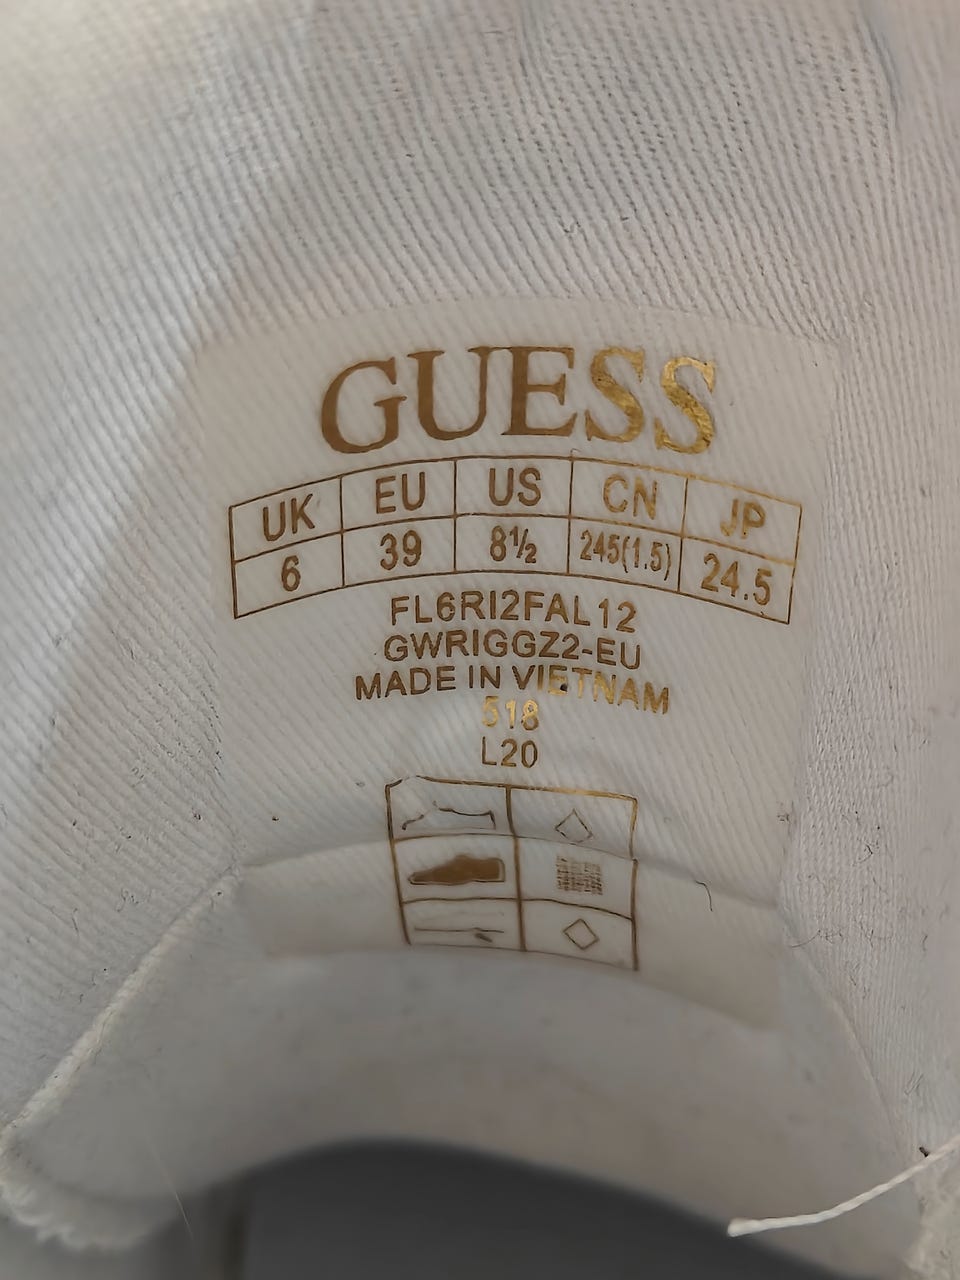 GUESS
UK EU US CN JP
6 39 8½ 245(1.5) 24.5
FL6RI2FAL12
GWRIGGZ2-EU
MADE IN VIETNAM
518
L20